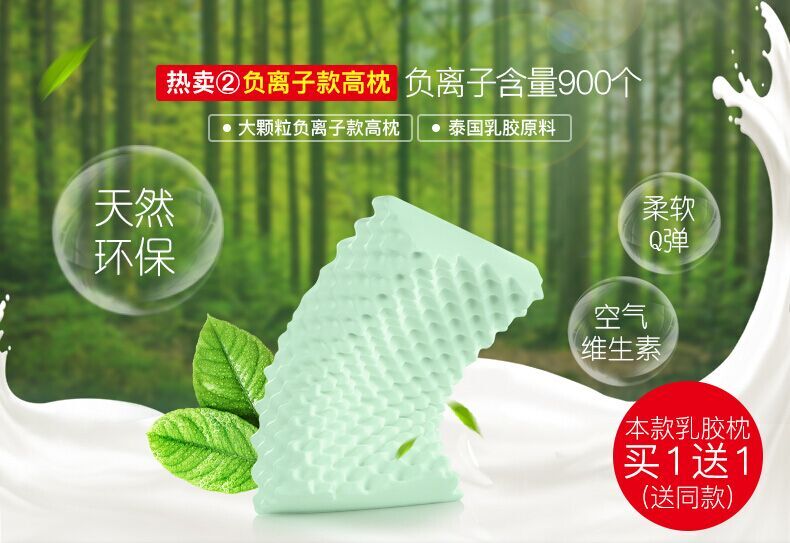 热卖②负离子款高枕 负离子含量900个
• 大颗粒负离子款高枕 • 泰国乳胶原料
天然
环保
柔软
Q弹
空气
维生素
本款乳胶枕
买1送1
(送同款)